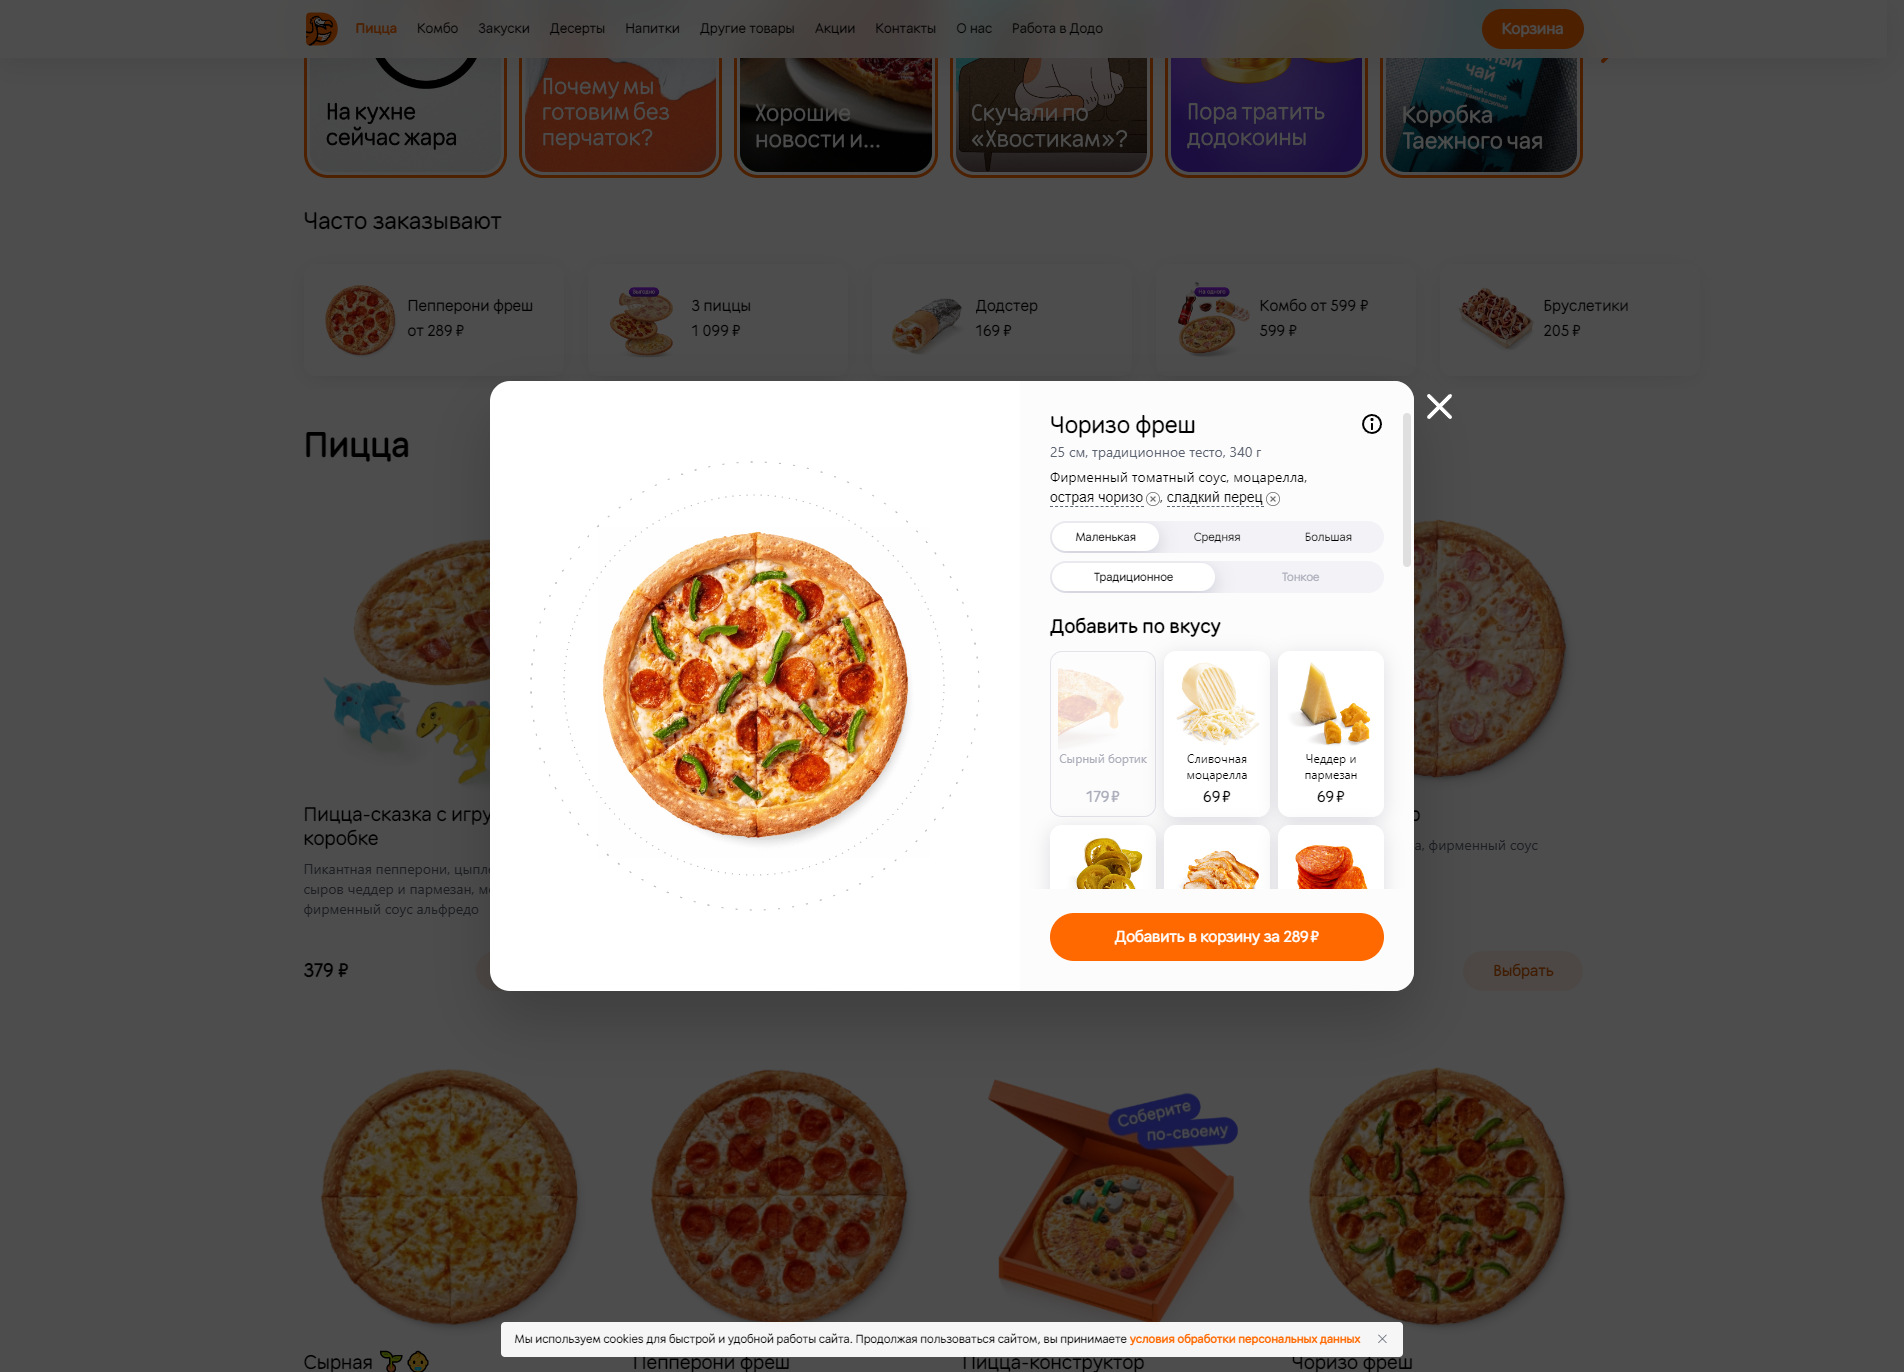 Пицца
Комбо
Закуски
Десерты
Напитки
Другие товары
Акции
Контакты
О нас
Работа в Додо
Корзина
На кухне
сейчас жара
Почему мы
готовим без
перчаток?
Хорошие
новости и...
Скучали по
«Хвостикам»?
Пора тратить
додокоины
чай
Коробка
Таежного чая
Часто заказывают
Пепперони фреш
от 289 ₽
3 пиццы
1 099 ₽
Додстер
169 ₽
Комбо от 599 ₽
599 ₽
Бруслетики
205 ₽
Пицца
Чоризо фреш
25 см, традиционное тесто, 340 г
Фирменный томатный соус, моцарелла,
острая чоризо, сладкий перец
Маленькая
Средняя
Большая
Традиционное
Тонкое
Добавить по вкусу
Сырный бортик
179 ₽
Сливочная
моцарелла
69 ₽
Чеддер и
пармезан
69 ₽
Добавить в корзину за 289 ₽
Пицца-сказка с игру
коробке
Пикантная пепперони, цыпл
сыров чеддер и пармезан, м
фирменный соус альфредо
379 ₽
о
а, фирменный соус
Выбрать
Соберите
по-своему
Мы используем cookies для быстрой и удобной работы сайта. Продолжая пользоваться сайтом, вы принимаете условия обработки персональных данных
Сырная
Пепперони фреш
Пицца-конструктор
Чоризо фреш